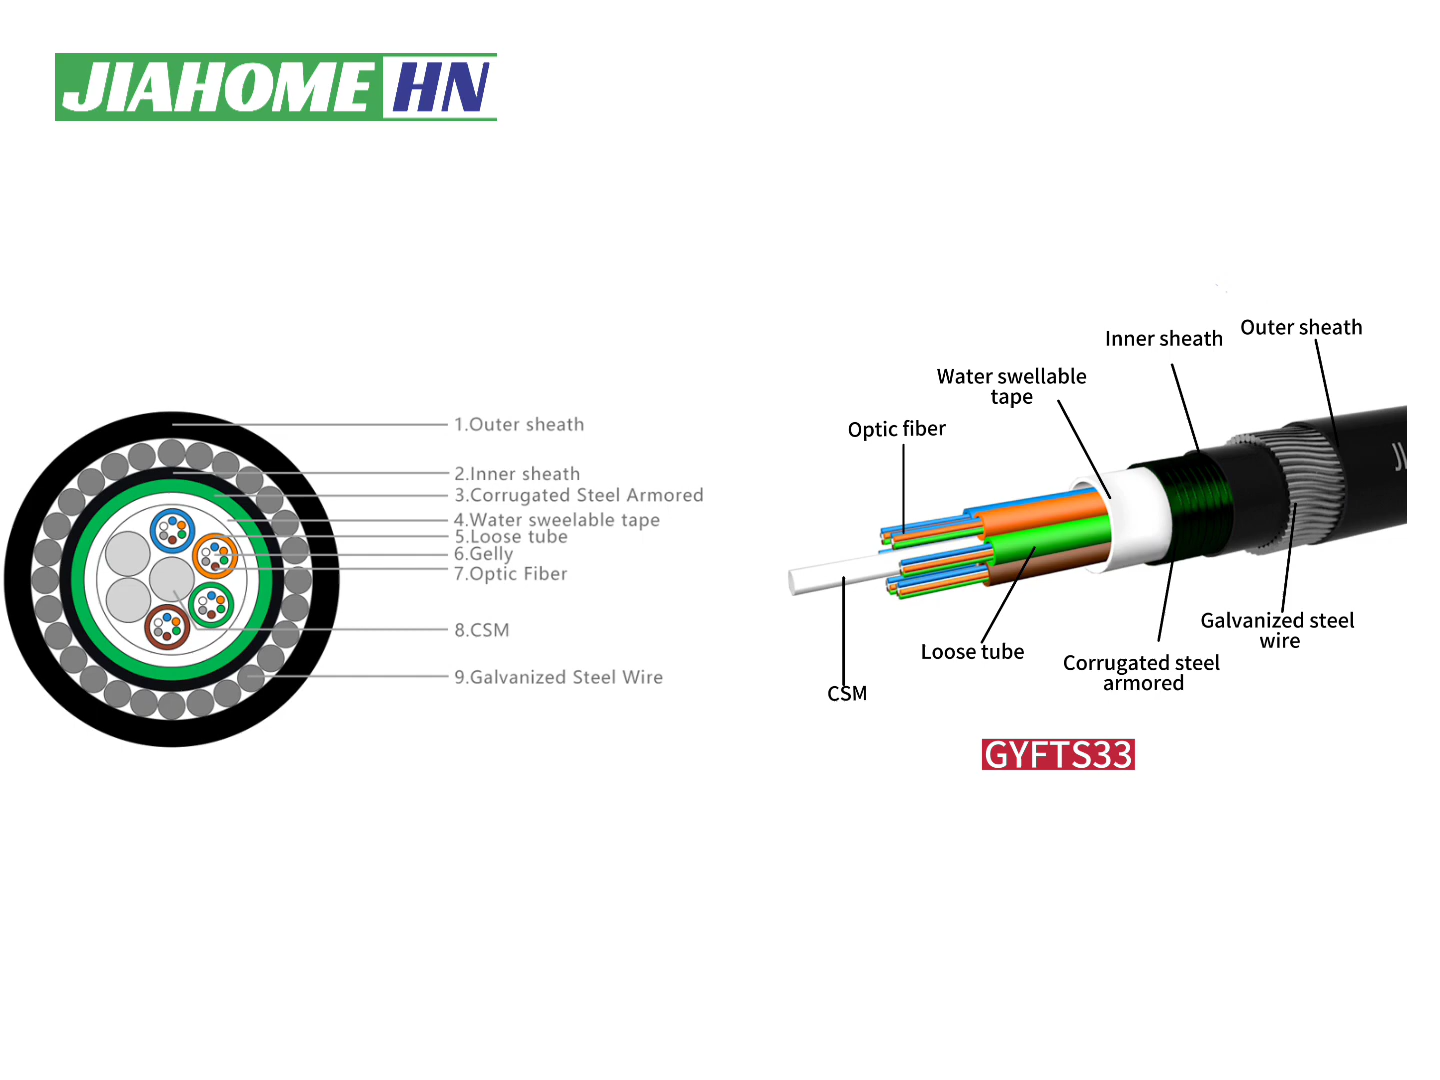 JIAHOME HN
1.Outer sheath
2.Inner sheath
3.Corrugated Steel Armored
4.Water sweelable tape
5.Loose tube
6.Gelly
7.Optic Fiber
8.CSM
9.Galvanized Steel Wire
Outer sheath
Inner sheath
Water swellable
tape
Optic fiber
Galvanized steel
wire
Loose tube
Corrugated steel
armored
CSM
GYFTS33